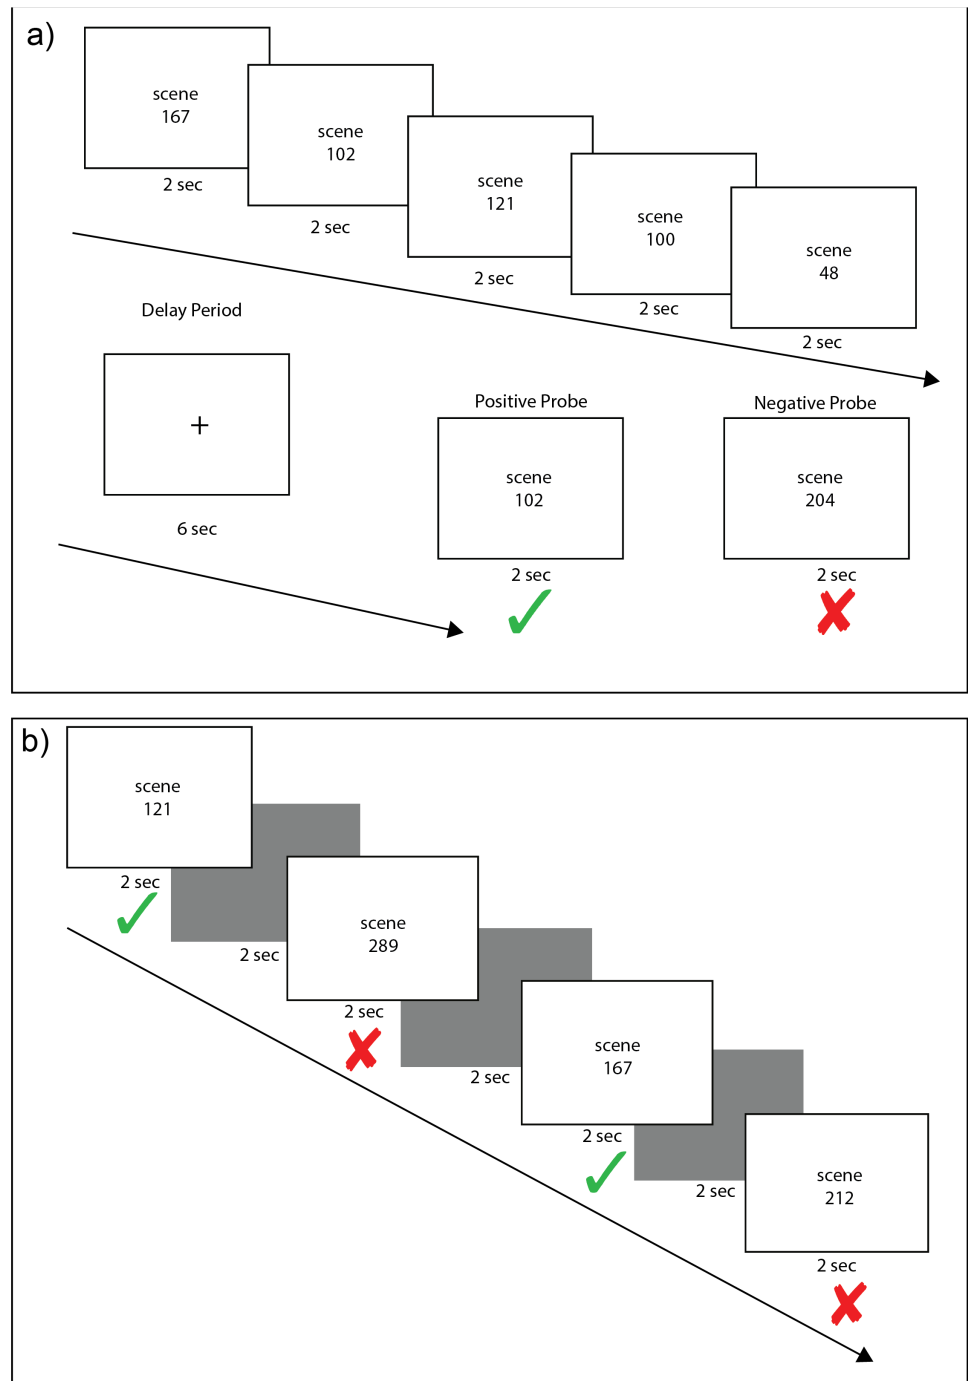 a)
scene
167
2 sec
scene
102
2 sec
scene
121
2 sec
scene
100
2 sec
scene
48
2 sec
Delay Period
+
6 sec
Positive Probe
scene
102
2 sec
Negative Probe
scene
204
2 sec
b)
scene
121
2 sec
2 sec
scene
289
2 sec
2 sec
scene
167
2 sec
2 sec
scene
212
2 sec